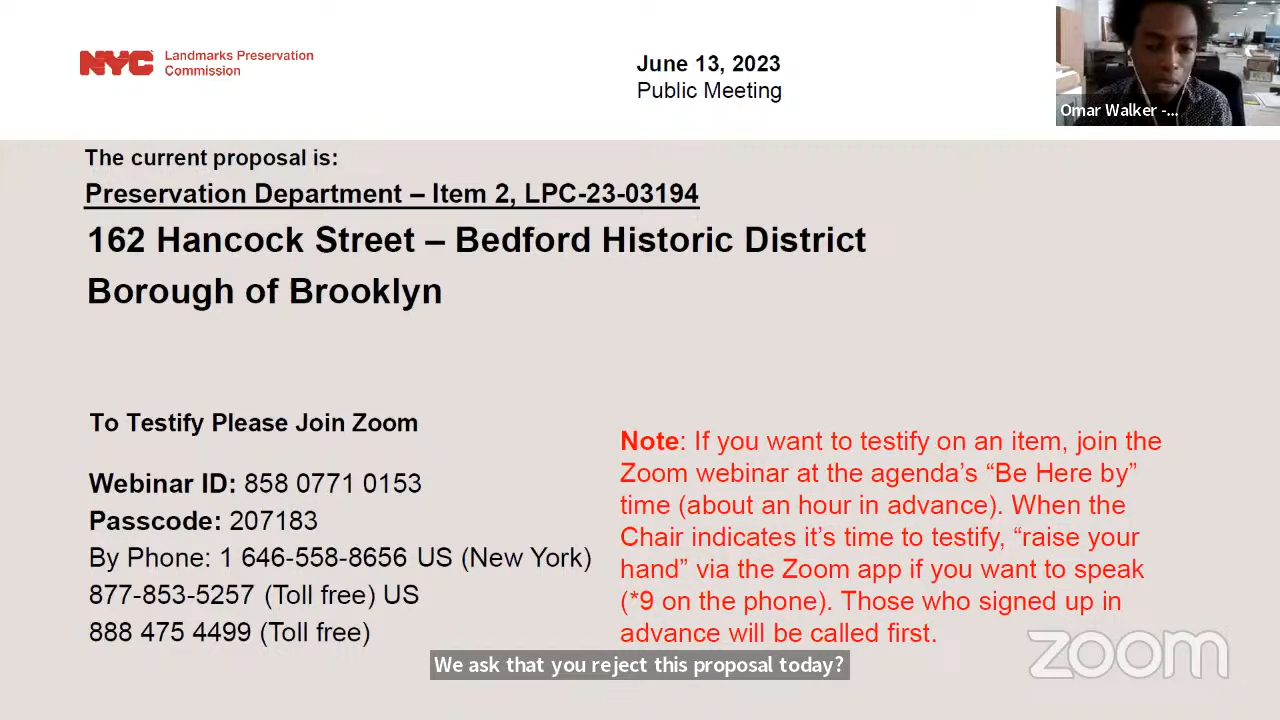 NYC Landmarks Preservation
Commission
June 13, 2023
Public Meeting
Omar Walker -...
The current proposal is:
Preservation Department – Item 2, LPC-23-03194
162 Hancock Street – Bedford Historic District
Borough of Brooklyn
To Testify Please Join Zoom
Webinar ID: 858 0771 0153
Passcode: 207183
By Phone: 1 646-558-8656 US (New York)
877-853-5257 (Toll free) US
888 475 4499 (Toll free)
Note: If you want to testify on an item, join the
Zoom webinar at the agenda’s “Be Here by”
time (about an hour in advance). When the
Chair indicates it’s time to testify, “raise your
hand” via the Zoom app if you want to speak
(*9 on the phone). Those who signed up in
advance will be called first.
zoom
We ask that you reject this proposal today?